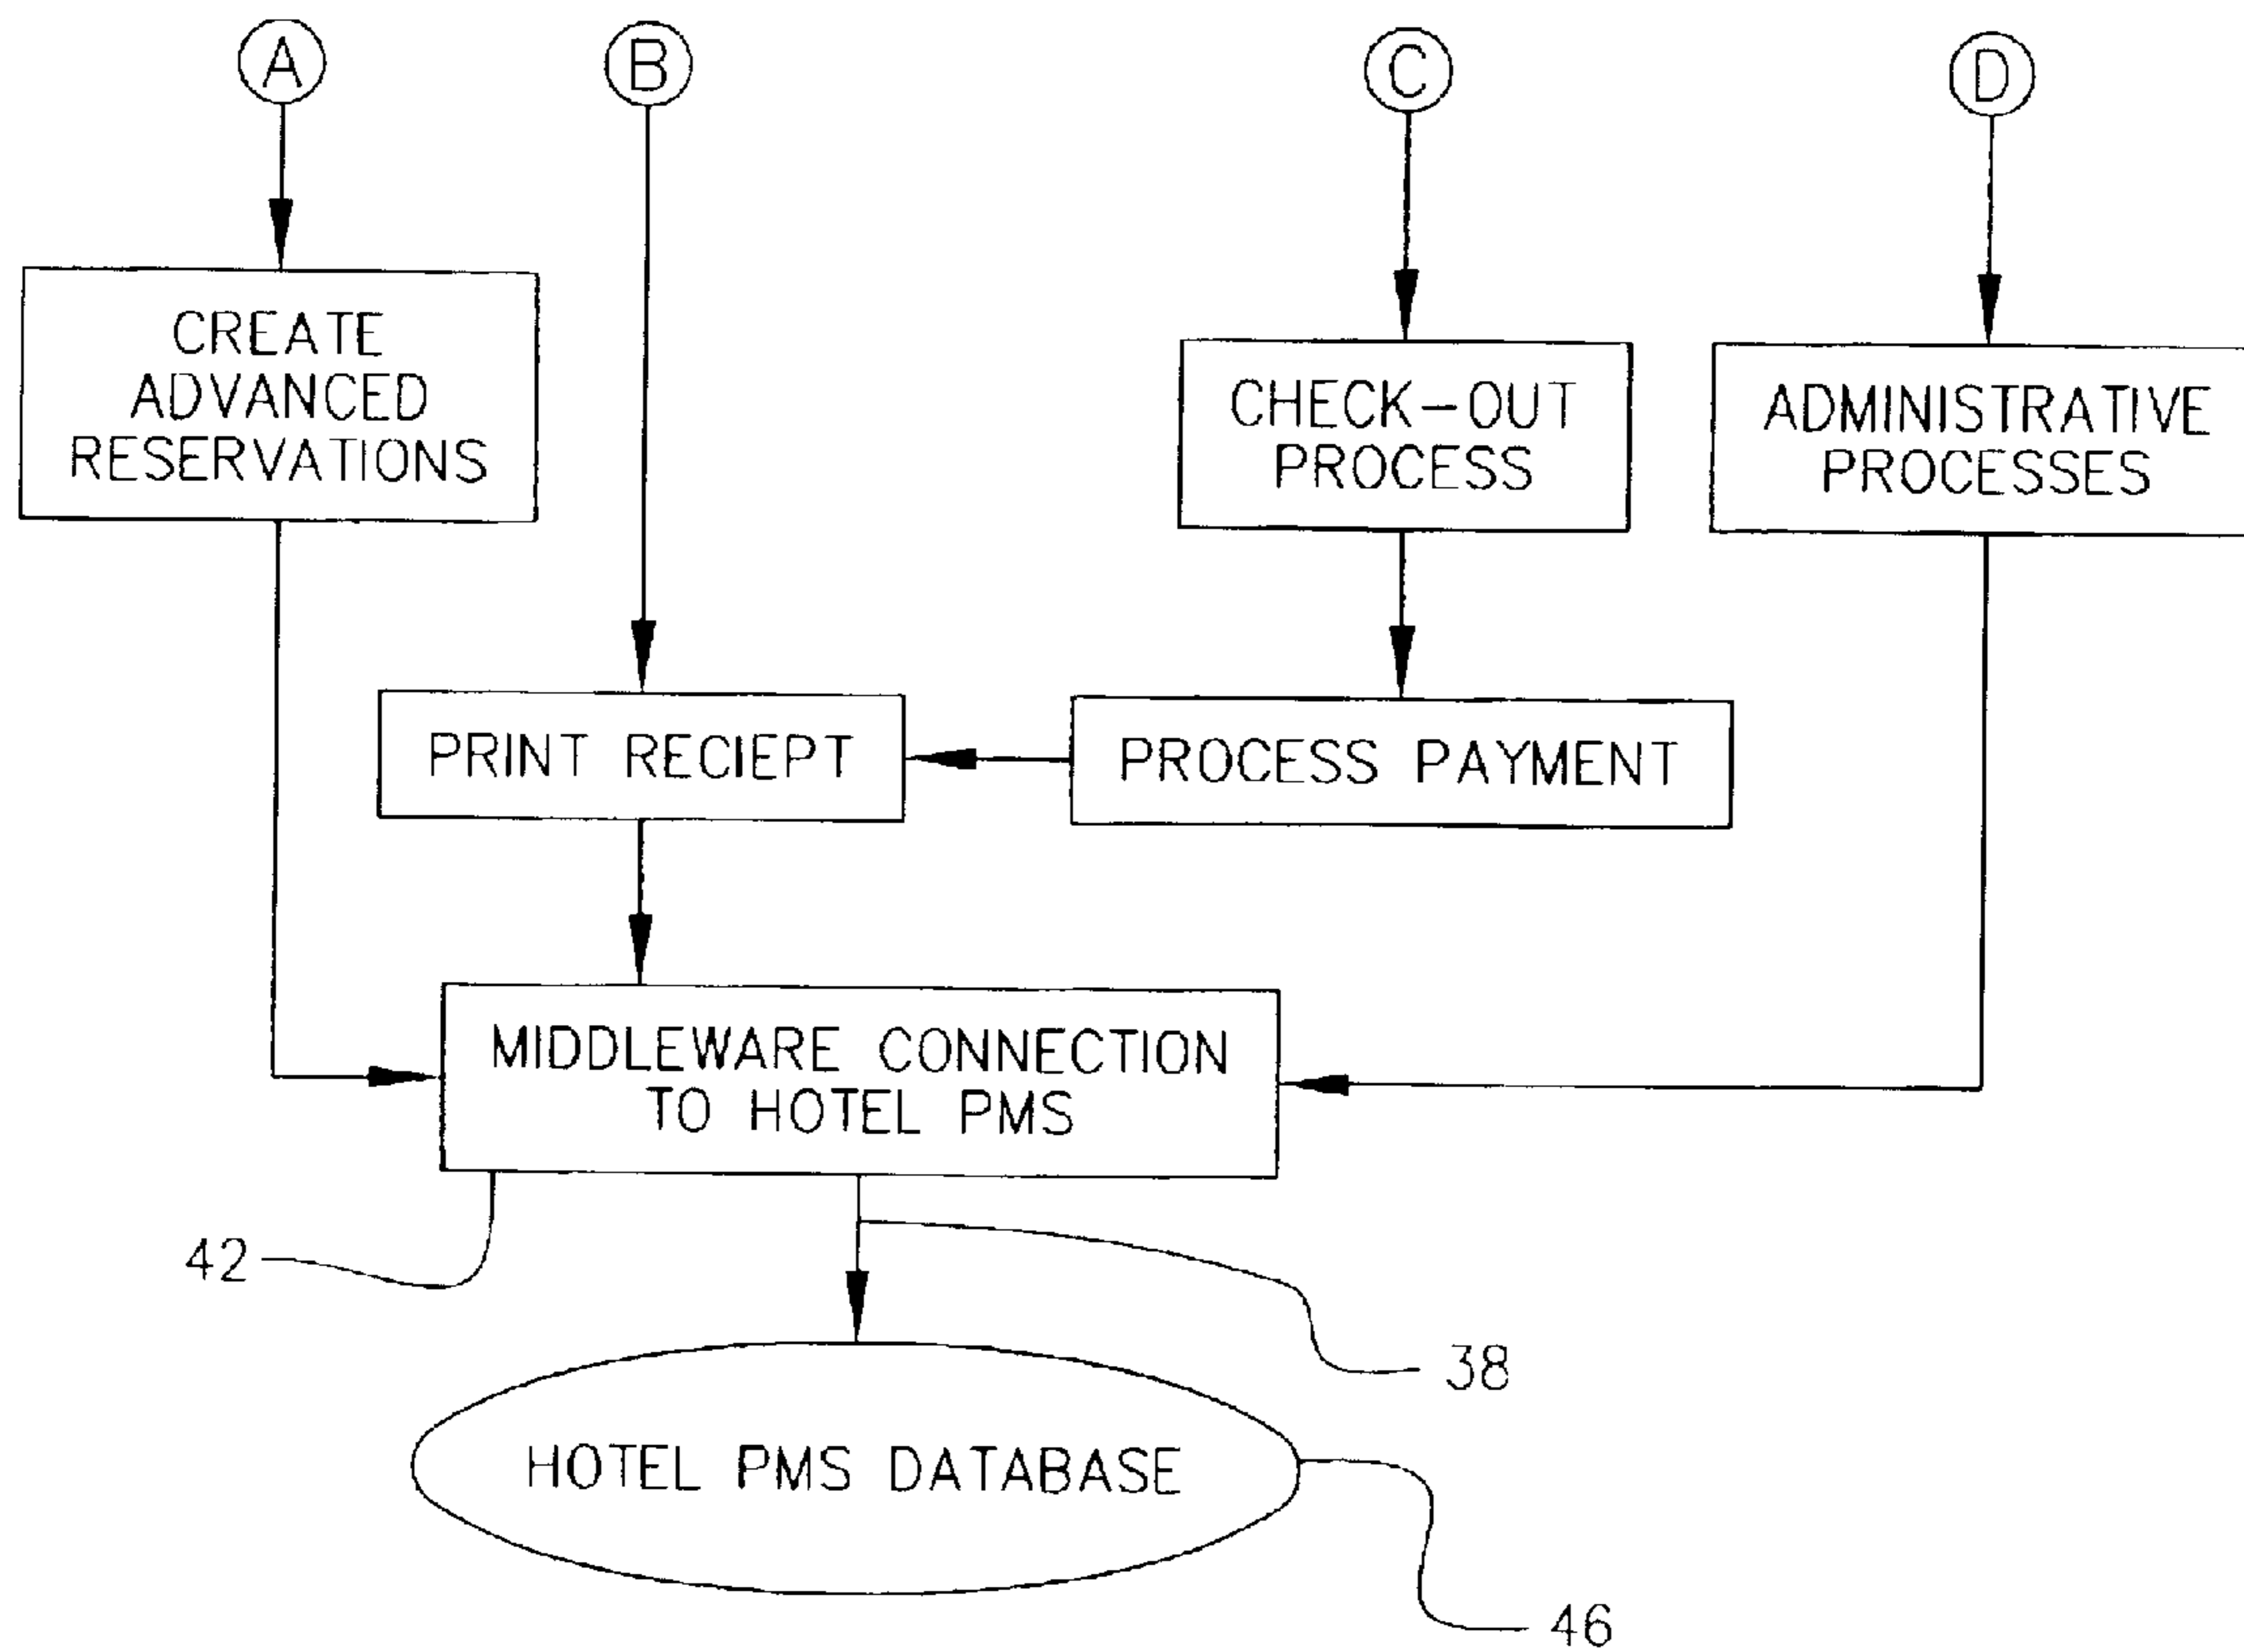 A
B
C
D
CREATE
ADVANCED
RESERVATIONS
CHECK-OUT
PROCESS
ADMINISTRATIVE
PROCESSES
PRINT RECIEPT
PROCESS PAYMENT
MIDDLEWARE CONNECTION
TO HOTEL PMS
42
38
HOTEL PMS DATABASE
46